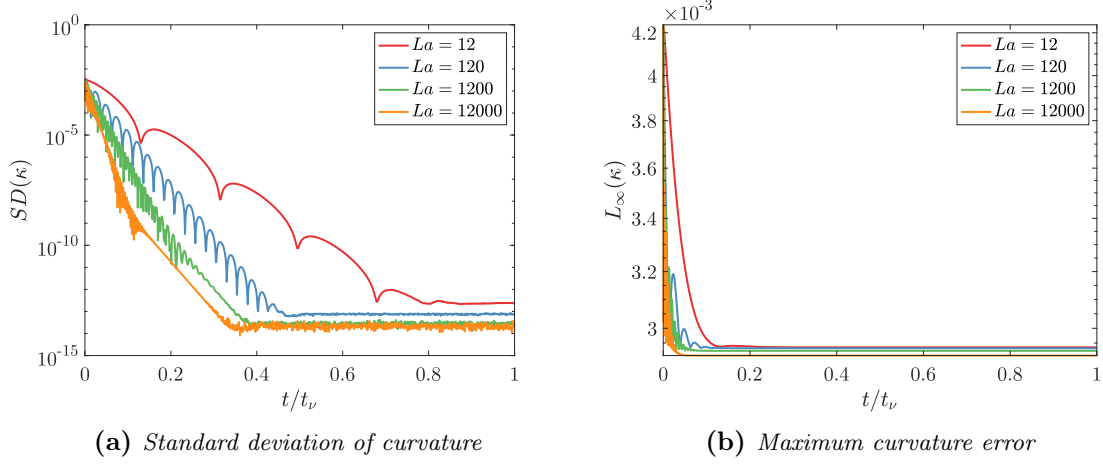 10^0
10^-5
10^-10
10^-15
SD(κ)
0 0.2 0.4 0.6 0.8 1
t/t_ν
La = 12
La = 120
La = 1200
La = 12000
(a) Standard deviation of curvature
×10^-3
4.2
4
3.8
3.6
3.4
3.2
3
L_∞(κ)
0 0.2 0.4 0.6 0.8 1
t/t_ν
La = 12
La = 120
La = 1200
La = 12000
(b) Maximum curvature error